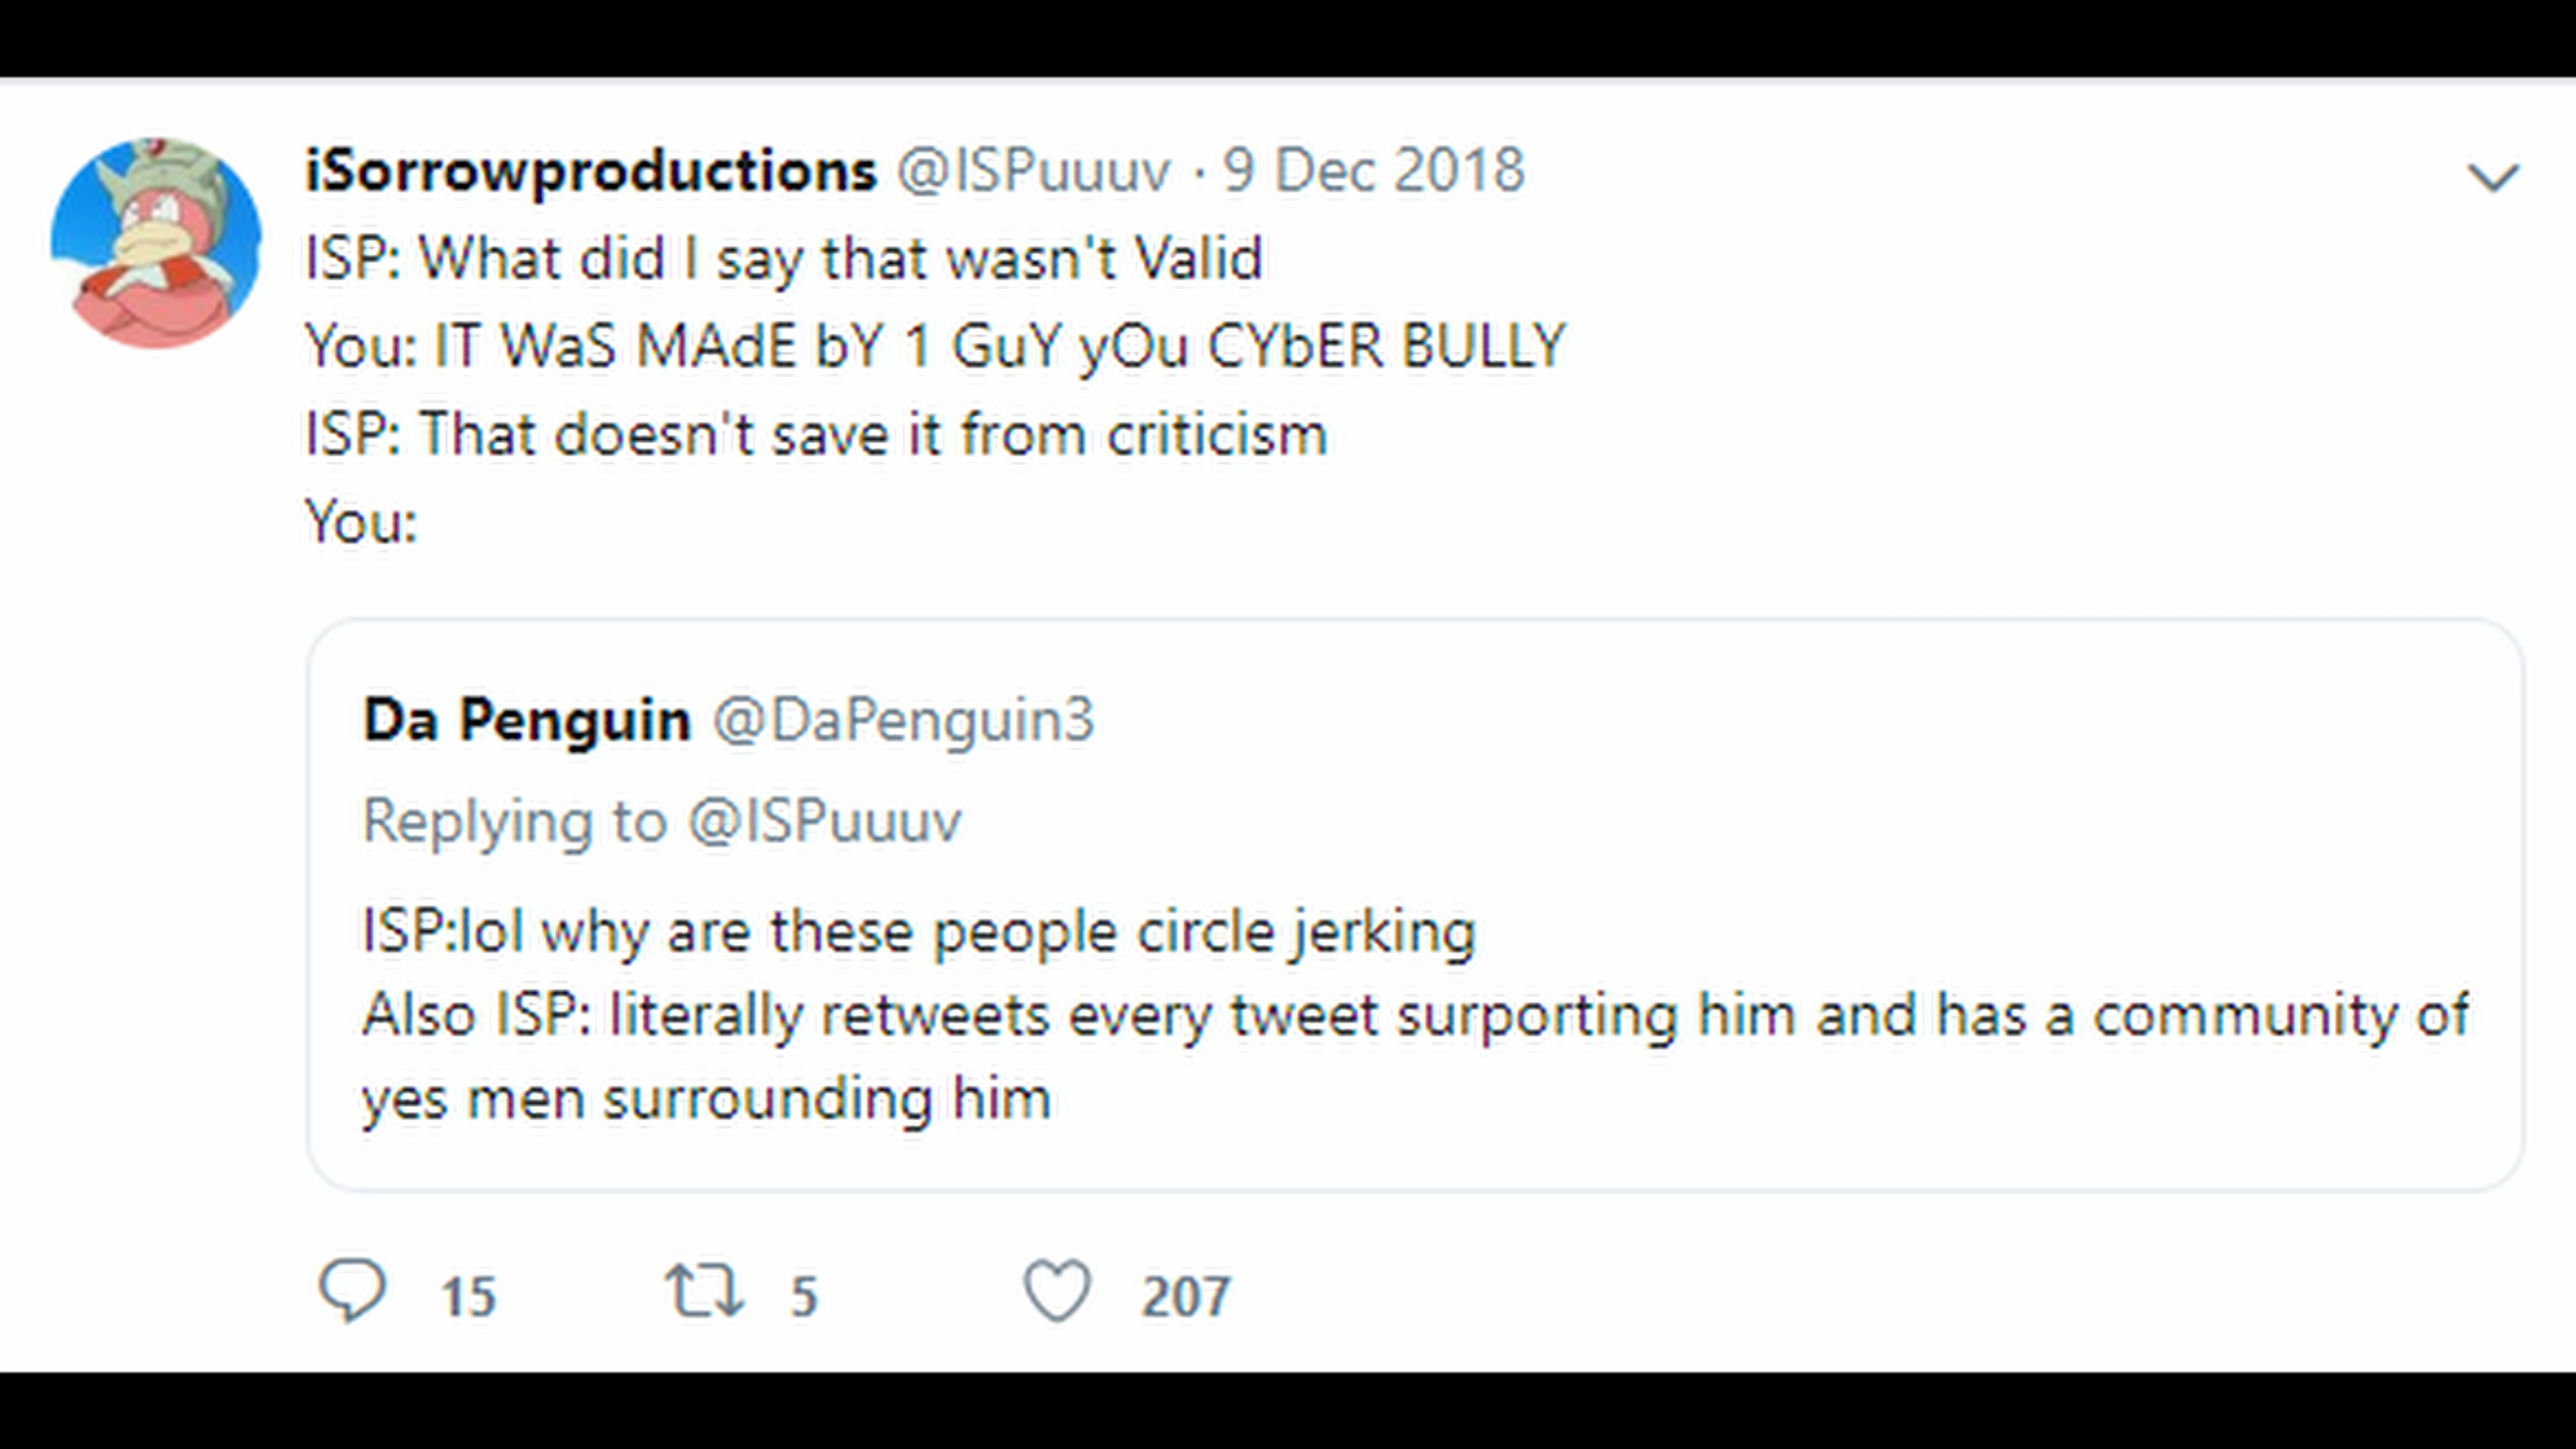 iSorrowproductions @ISPuuuv · 9 Dec 2018
ISP: What did I say that wasn't Valid
You: IT WaS MAdE bY 1 GuY yOu CYbER BULLY
ISP: That doesn't save it from criticism
You:
Da Penguin @DaPenguin3
Replying to @ISPuuuv
ISP:lol why are these people circle jerking
Also ISP: literally retweets every tweet surporting him and has a community of
yes men surrounding him
15 5 207